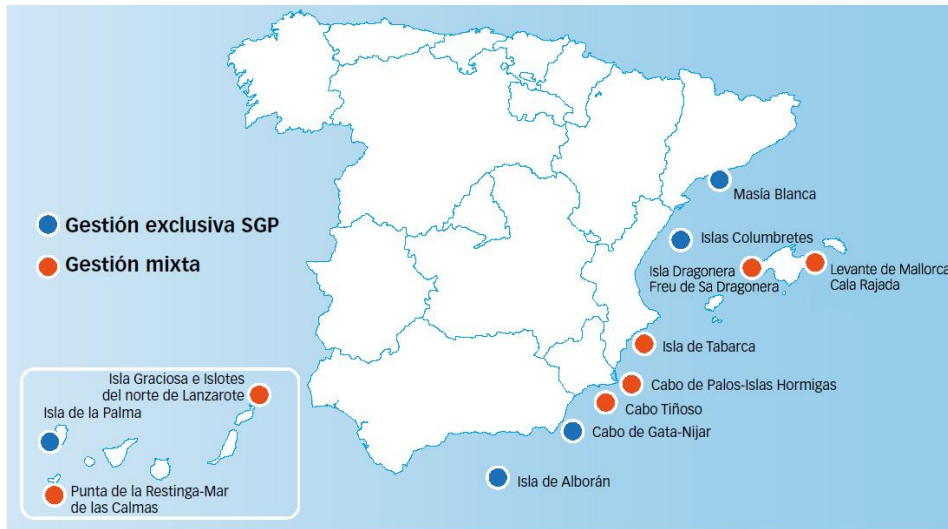 Gestión exclusiva SGP
Gestión mixta
Masía Blanca
Islas Columbretes
Isla Dragonera
Freu de Sa Dragonera
Levante de Mallorca
Cala Rajada
Isla de Tabarca
Cabo de Palos-Islas Hormigas
Cabo Tiñoso
Cabo de Gata-Nijar
Isla de Alborán
Isla Graciosa e Islotes
del norte de Lanzarote
Isla de la Palma
Punta de la Restinga-Mar
de las Calmas